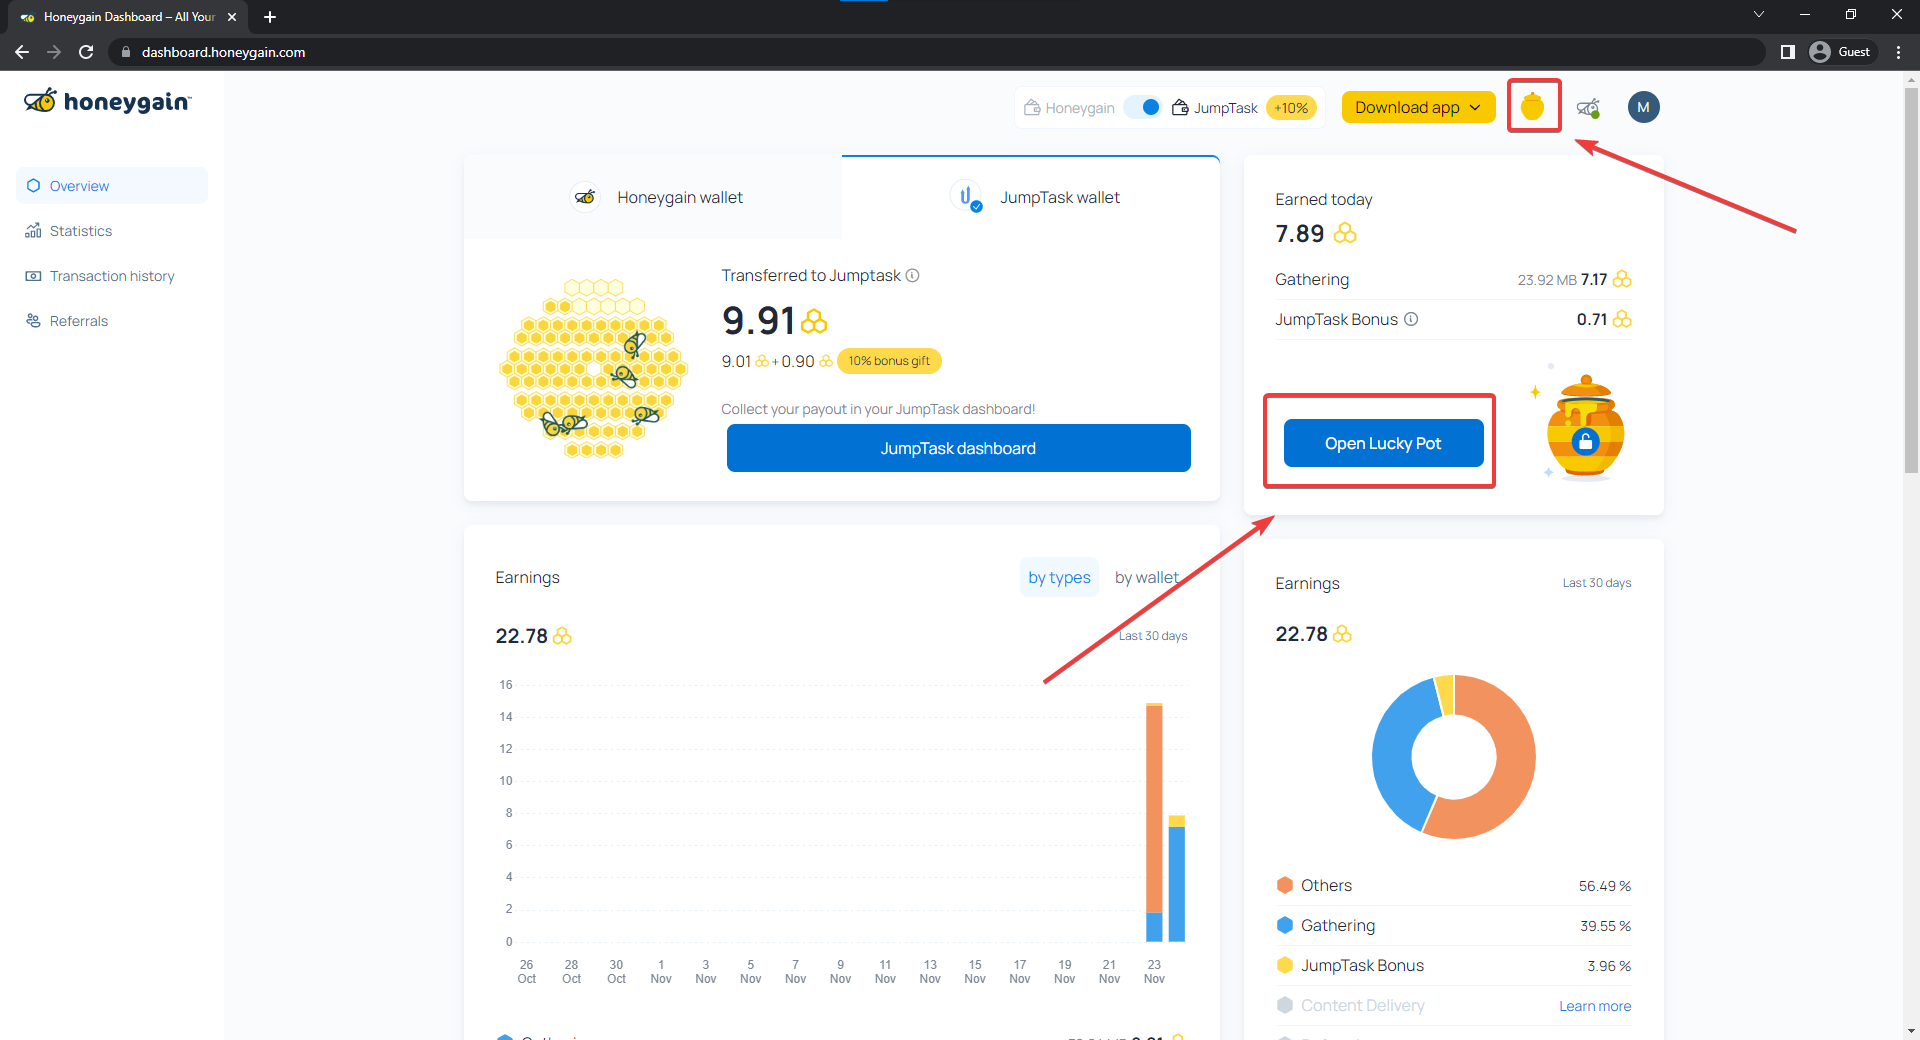 Honeygain Dashboard – All Your
dashboard.honeygain.com
Guest
honeygain
Honeygain
JumpTask
+10%
Download app
M
Overview
Statistics
Transaction history
Referrals
Honeygain wallet
JumpTask wallet
Transferred to Jumptask
9.91
9.01 + 0.90 10% bonus gift
Collect your payout in your JumpTask dashboard!
JumpTask dashboard
Earned today
7.89
Gathering 23.92 MB 7.17
JumpTask Bonus 0.71
Open Lucky Pot
Earnings by types by wallet
22.78 Last 30 days
16
14
12
10
8
6
4
2
0
26 28 30 1 3 5 7 9 11 13 15 17 19 21 23
Oct Oct Oct Nov Nov Nov Nov Nov Nov Nov Nov Nov Nov Nov Nov
Earnings Last 30 days
22.78
Others 56.49 %
Gathering 39.55 %
JumpTask Bonus 3.96 %
Content Delivery Learn more